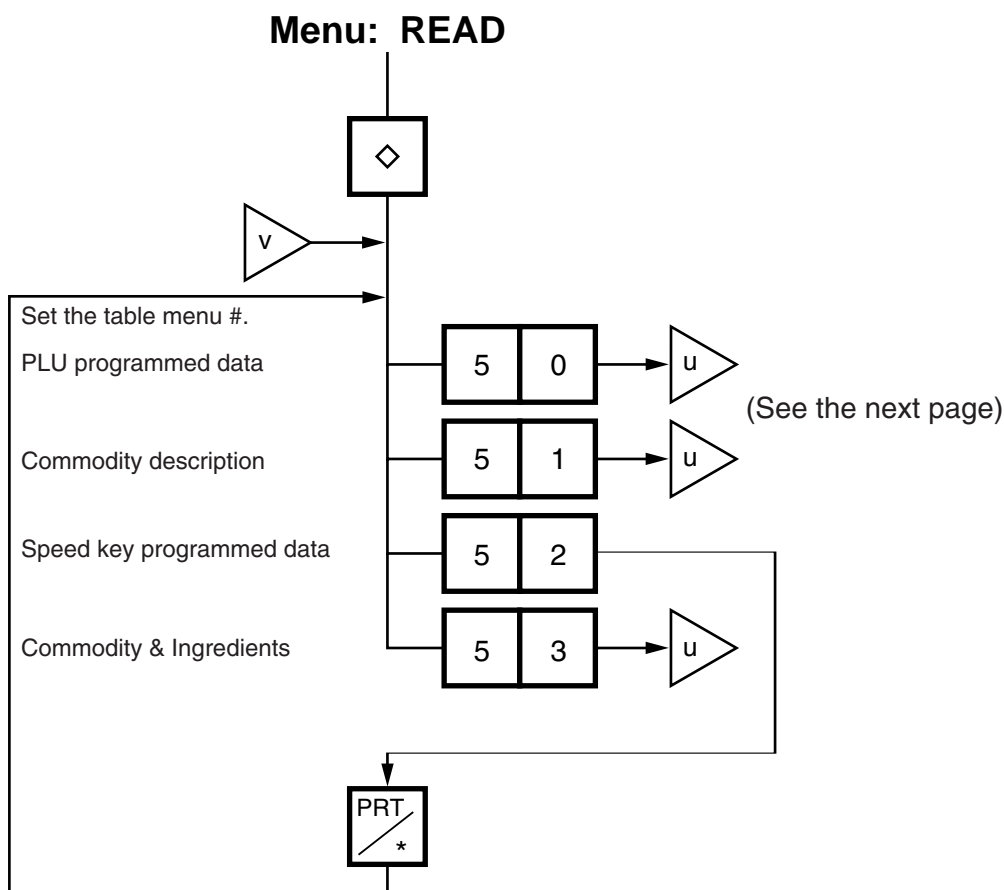 Menu: READ
◇
v
Set the table menu #.
PLU programmed data
5 0
u
(See the next page)
Commodity description
5 1
u
Speed key programmed data
5 2
Commodity & Ingredients
5 3
u
PRT
*